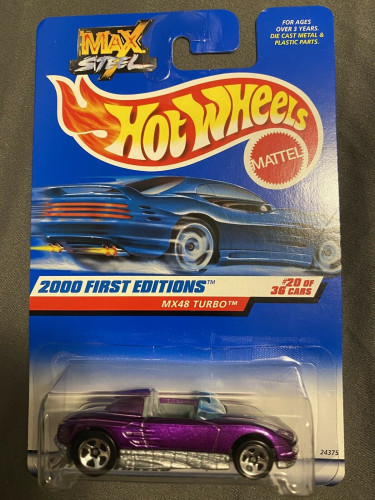 MAX
STEEL
FOR AGES
OVER 3 YEARS.
DIE CAST METAL &
PLASTIC PARTS.
HOT WHEELS
MATTEL
2000 FIRST EDITIONS™
#20 OF
36 CARS
MX48 TURBO™
24375